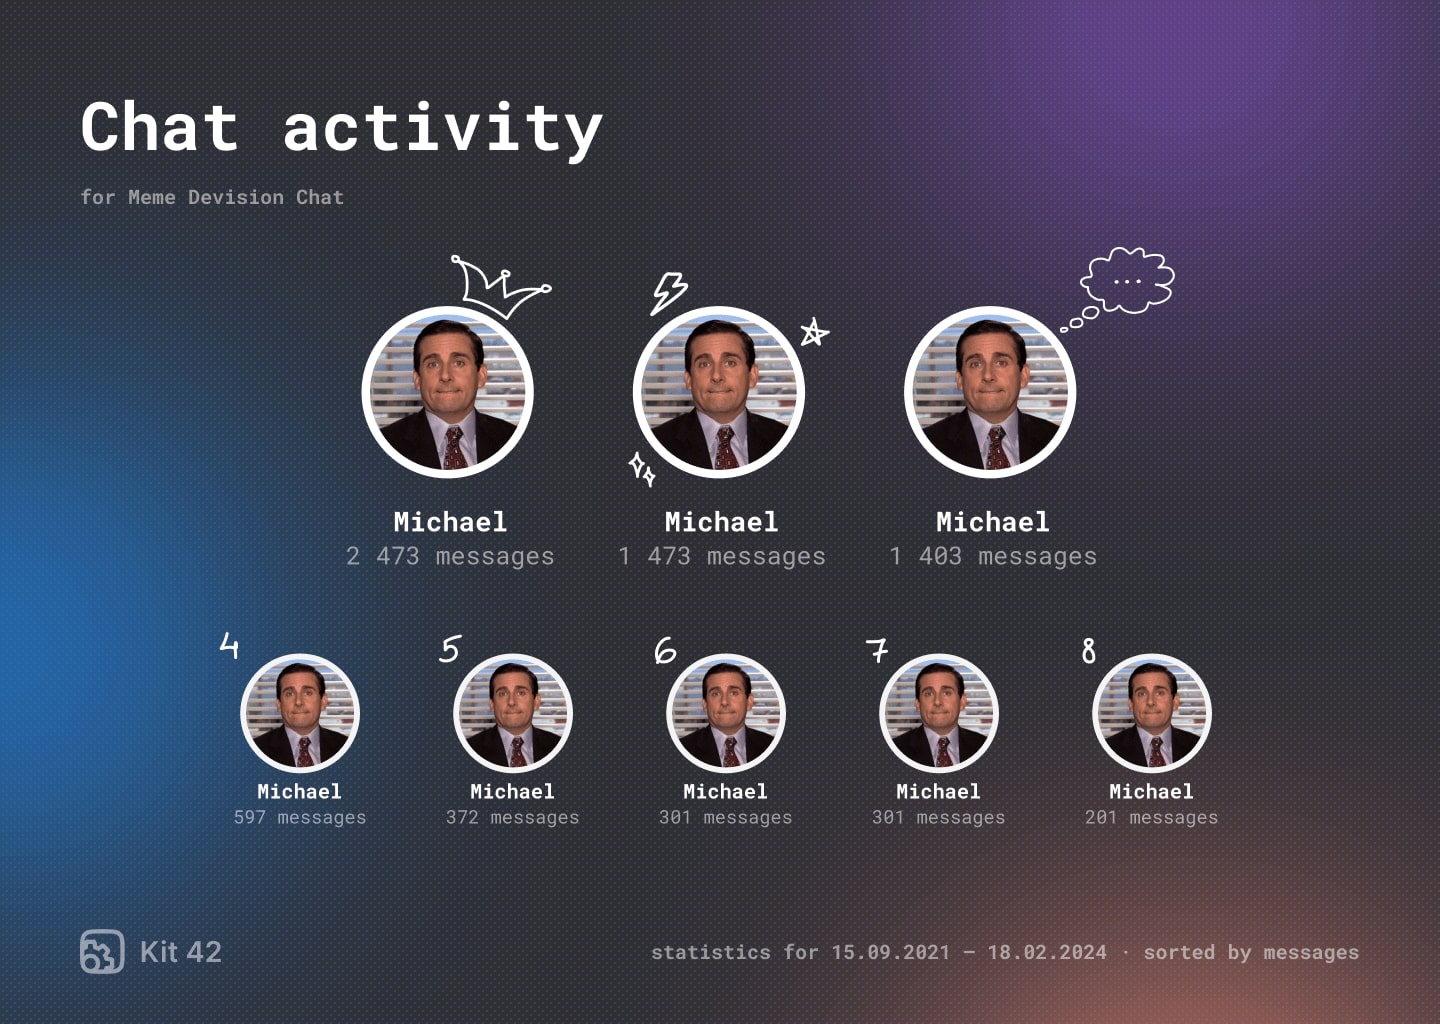 Chat activity
for Meme Devision Chat
...
Michael Michael Michael
2 473 messages 1 473 messages 1 403 messages
4 5 6 7 8
Michael Michael Michael Michael Michael
597 messages 372 messages 301 messages 301 messages 201 messages
Kit 42
statistics for 15.09.2021 — 18.02.2024 · sorted by messages